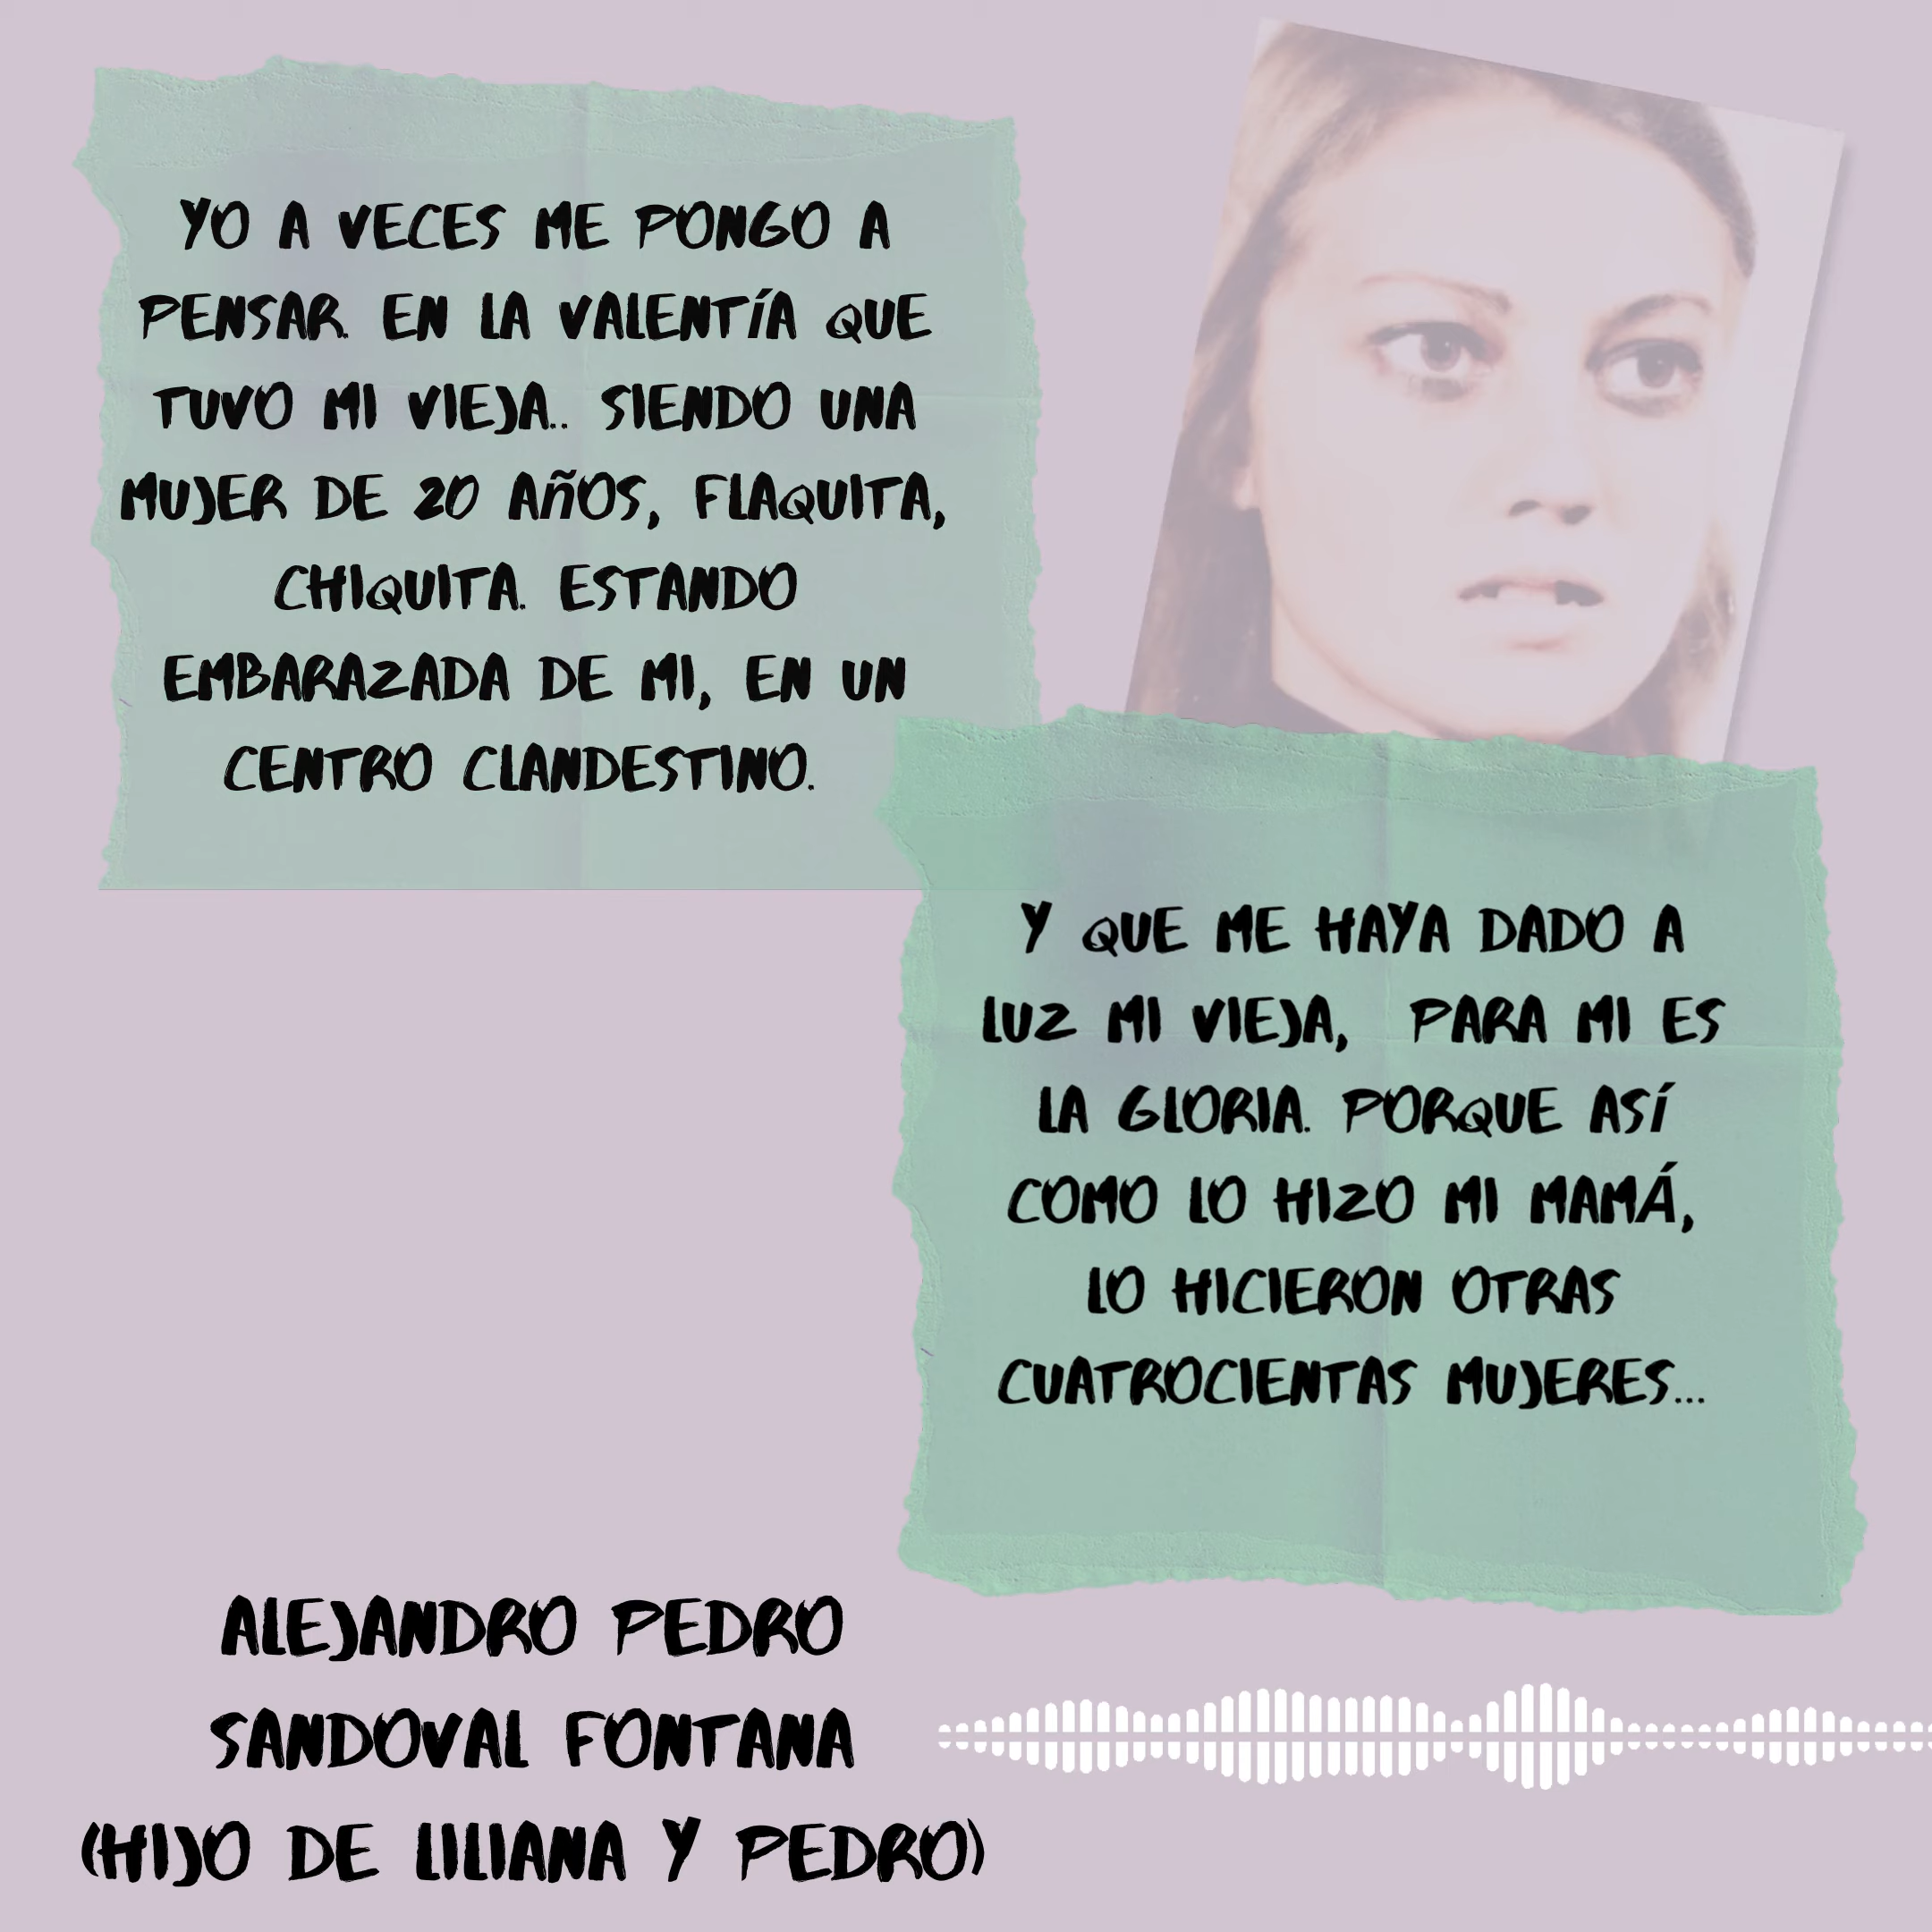 YO A VECES ME PONGO A
PENSAR. EN LA VALENTÍA QUE
TUVO MI VIEJA.. SIENDO UNA
MUJER DE 20 AÑOS, FLAQUITA,
CHIQUITA. ESTANDO
EMBARAZADA DE MI, EN UN
CENTRO CLANDESTINO.
Y QUE ME HAYA DADO A
LUZ MI VIEJA, PARA MI ES
LA GLORIA. PORQUE ASÍ
COMO LO HIZO MI MAMÁ,
LO HICIERON OTRAS
CUATROCIENTAS MUJERES...
ALEJANDRO PEDRO
SANDOVAL FONTANA
(HIJO DE LILIANA Y PEDRO)